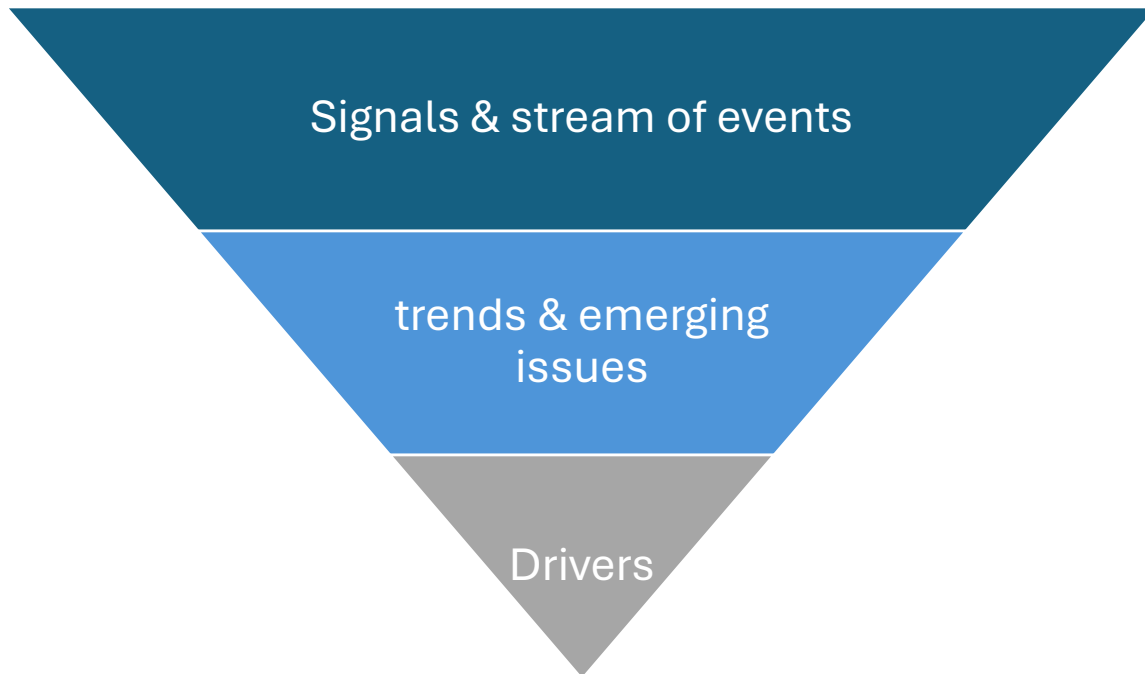 Signals & stream of events
trends & emerging
issues
Drivers